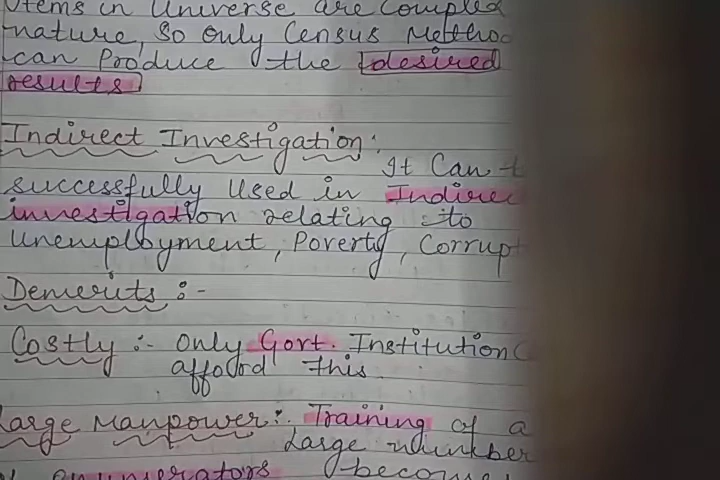 items in Universe are Complex
nature, so only Census Method
can Produce the desired
results
Indirect Investigation:
It Can
successfully Used in Indirec
investigation relating to
Unemployment, Poverty, Corrupt
Demerits :-
Costly :- only Govt. Institution
afford this
Large Manpower :- Training of a
Large number
enumerators become